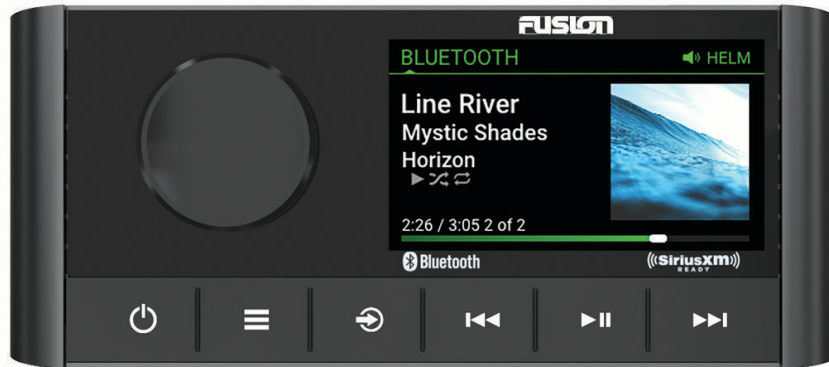 FUSION
BLUETOOTH
HELM
Line River
Mystic Shades
Horizon
2:26 / 3:05 2 of 2
Bluetooth
((SiriusXM))
READY